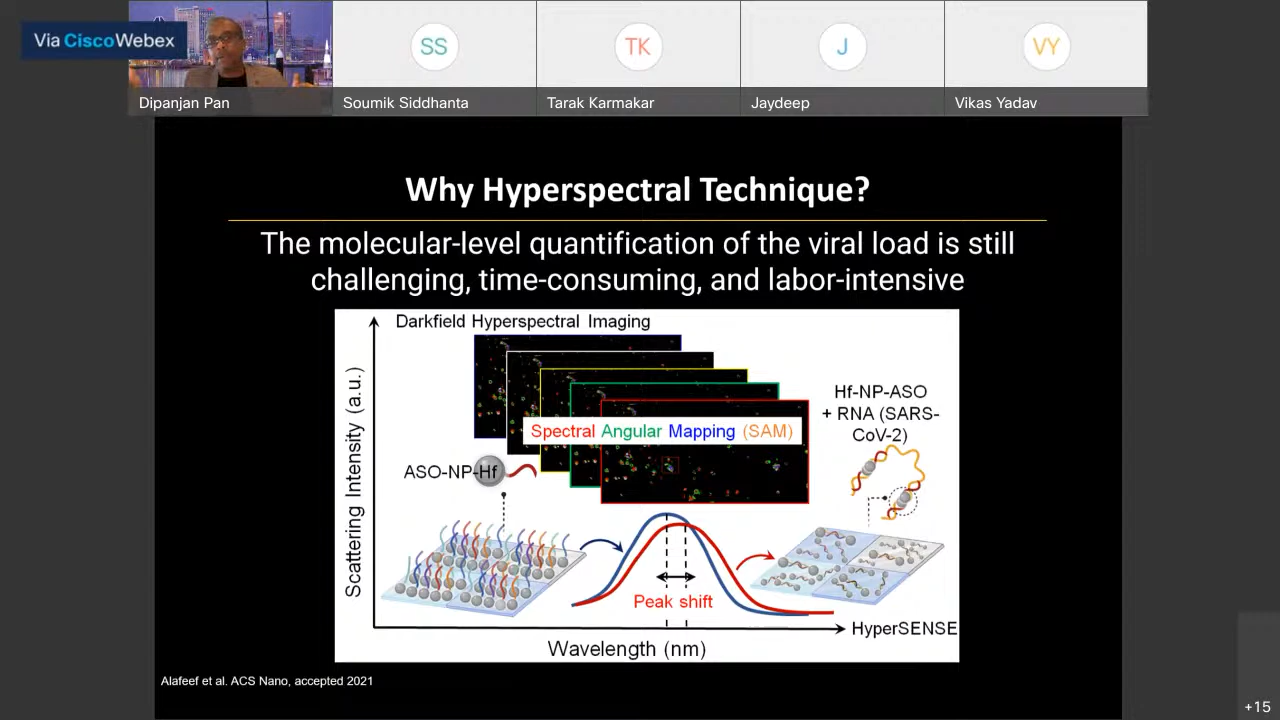 Via Cisco Webex
SS
TK
J
VY
Dipanjan Pan
Soumik Siddhanta
Tarak Karmakar
Jaydeep
Vikas Yadav
Why Hyperspectral Technique?
The molecular-level quantification of the viral load is still
challenging, time-consuming, and labor-intensive
Darkfield Hyperspectral Imaging
Scattering Intensity (a.u.)
Spectral Angular Mapping (SAM)
Hf-NP-ASO
+ RNA (SARS-
CoV-2)
ASO-NP-Hf
Peak shift
HyperSENSE
Wavelength (nm)
Alafeef et al. ACS Nano, accepted 2021
+15